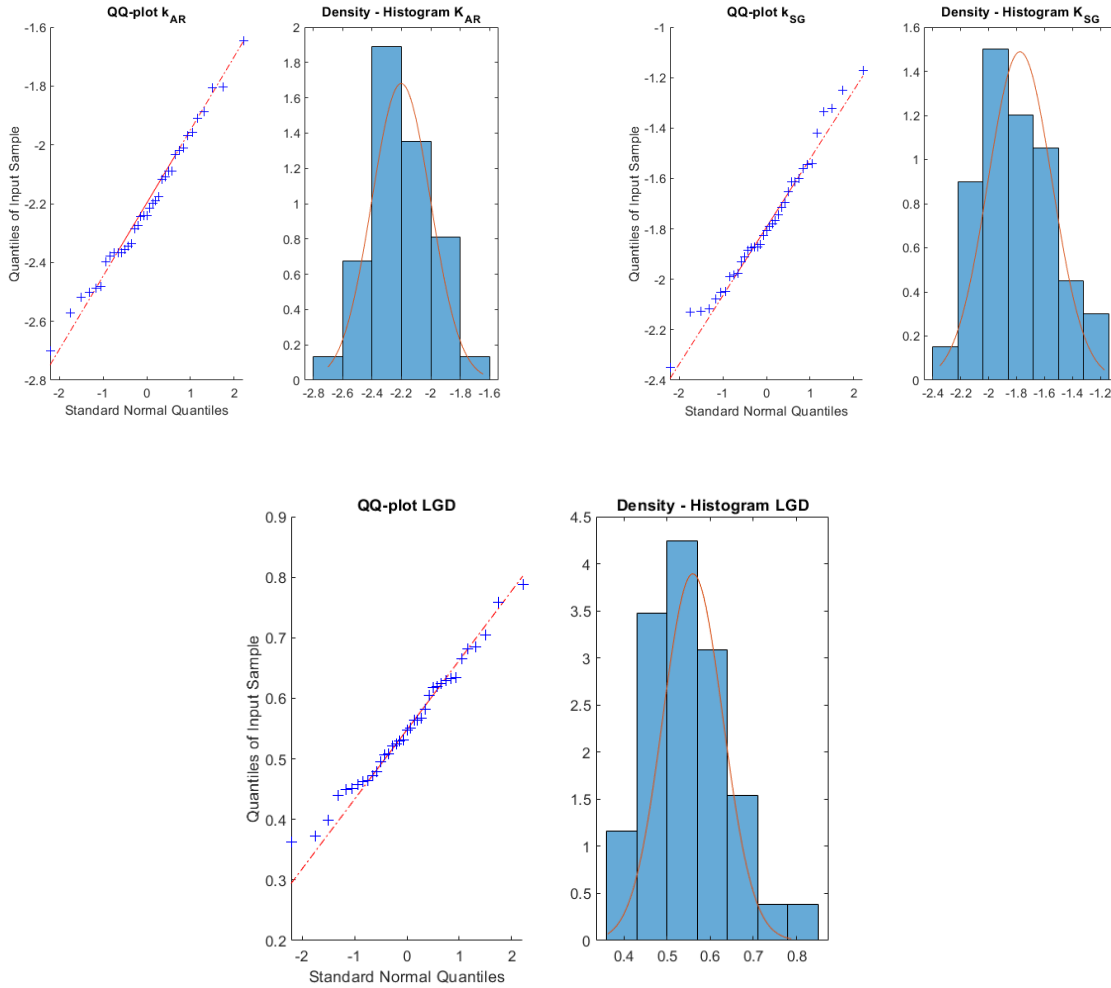 QQ-plot k_AR
Quantiles of Input Sample
-1.6
-1.8
-2
-2.2
-2.4
-2.6
-2.8
-2 -1 0 1 2
Standard Normal Quantiles
Density - Histogram K_AR
2
1.8
1.6
1.4
1.2
1
0.8
0.6
0.4
0.2
0
-2.8 -2.6 -2.4 -2.2 -2 -1.8 -1.6
QQ-plot k_SG
Quantiles of Input Sample
-1
-1.2
-1.4
-1.6
-1.8
-2
-2.2
-2.4
-2 -1 0 1 2
Standard Normal Quantiles
Density - Histogram K_SG
1.6
1.4
1.2
1
0.8
0.6
0.4
0.2
0
-2.4 -2.2 -2 -1.8 -1.6 -1.4 -1.2
QQ-plot LGD
Quantiles of Input Sample
0.9
0.8
0.7
0.6
0.5
0.4
0.3
0.2
-2 -1 0 1 2
Standard Normal Quantiles
Density - Histogram LGD
4.5
4
3.5
3
2.5
2
1.5
1
0.5
0
0.4 0.5 0.6 0.7 0.8